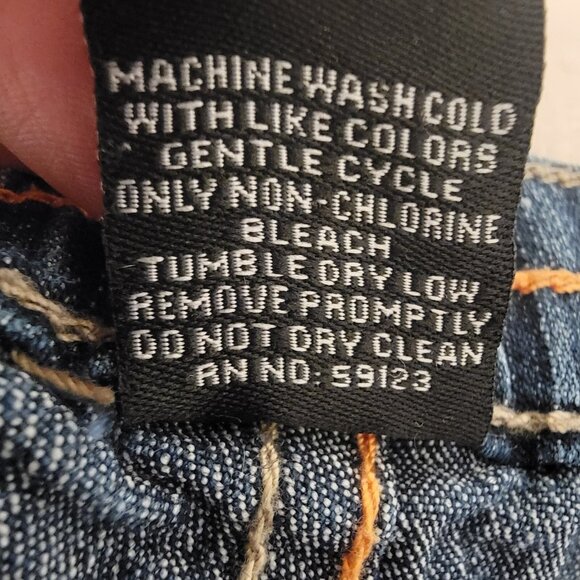 MACHINE WASH COLD
WITH LIKE COLORS
GENTLE CYCLE
ONLY NON-CHLORINE
BLEACH
TUMBLE DRY LOW
REMOVE PROMPTLY
DO NOT DRY CLEAN
RN NO: 59123